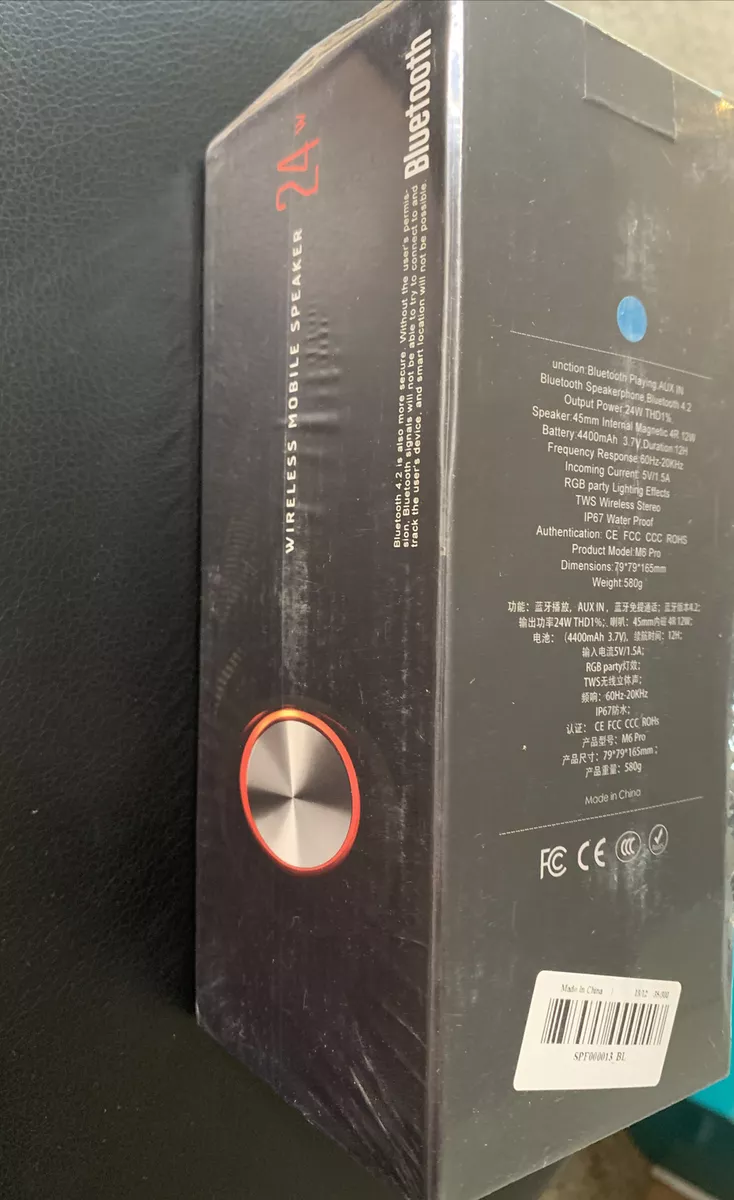 24W
WIRELESS MOBILE SPEAKER
Bluetooth
Bluetooth 4.2 is also more secure. Without the user's permis-
sion, Bluetooth signals will not be able to try to connect to and
track the user's device, and smart location will not be possible.
unction:Bluetooth Playing,AUX IN
Bluetooth Speakerphone,Bluetooth 4.2
Output Power:24W THD1%
Speaker:45mm Internal Magnetic 4R 12W
Battery:4400mAh 3.7V,Duration:12H
Frequency Response:60Hz-20KHz
Incoming Current: 5V/1.5A
RGB party Lighting Effects
TWS Wireless Stereo
IP67 Water Proof
Authentication: CE FCC CCC ROHS
Product Model:M6 Pro
Dimensions:79*79*165mm
Weight:580g
功能：蓝牙播放，AUX IN，蓝牙免提通话；蓝牙版本4.2;
输出功率24W THD1%；喇叭：45mm内磁 4R 12W;
电池：（4400mAh 3.7V)，续航时间：12H;
输入电流5V/1.5A;
RGB party灯效；
TWS无线立体声；
频响：60Hz-20KHz
IP67防水；
认证： CE FCC CCC ROHs
产品型号：M6 Pro
产品尺寸：79*79*165mm；
产品重量：580g
Made in China
FC CE CCC
Made In China
SPF000013_BL